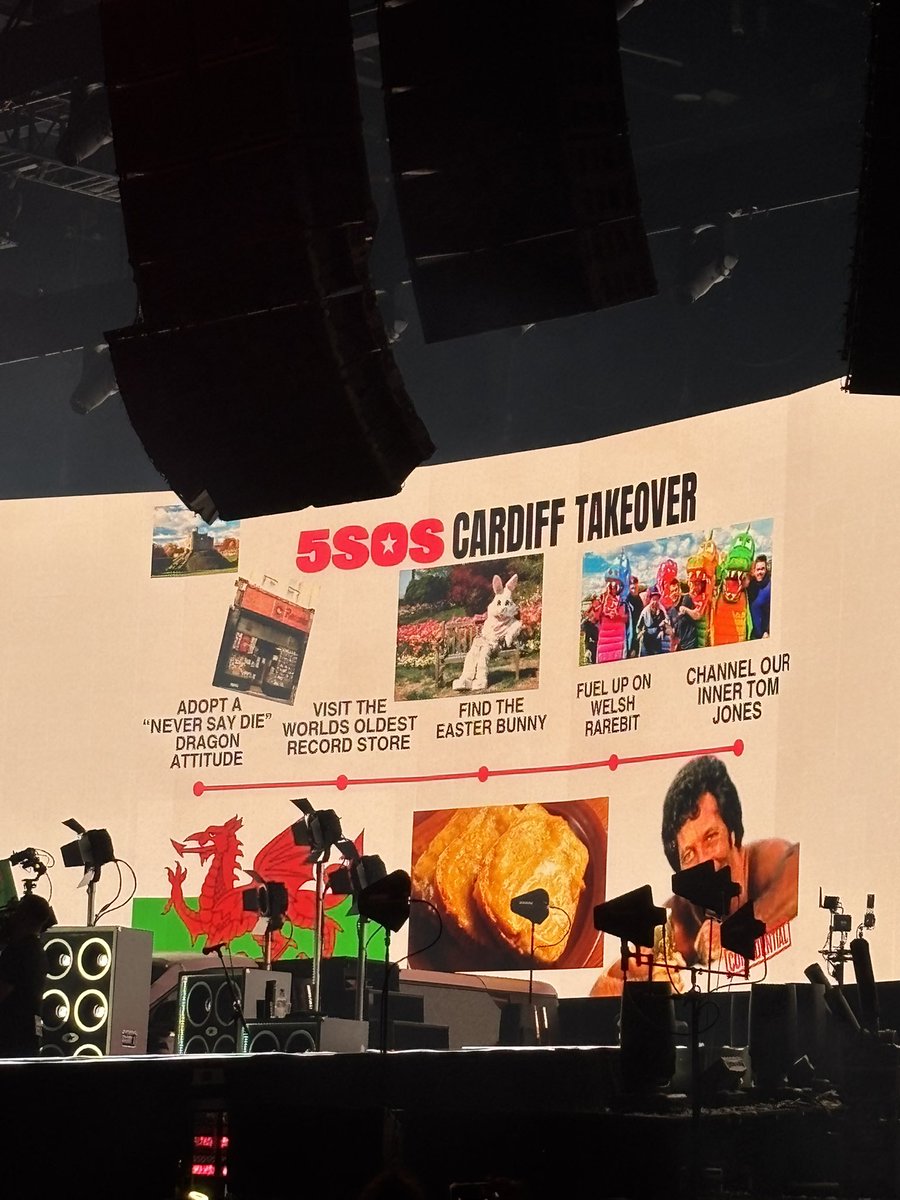 5SOS CARDIFF TAKEOVER
ADOPT A
“NEVER SAY DIE”
DRAGON
ATTITUDE
VISIT THE
WORLDS OLDEST
RECORD STORE
FIND THE
EASTER BUNNY
FUEL UP ON
WELSH
RAREBIT
CHANNEL OUR
INNER TOM
JONES